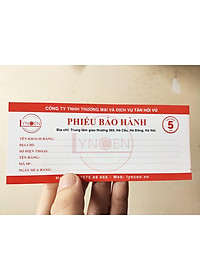 CÔNG TY TNHH THƯƠNG MẠI VÀ DỊCH VỤ TÂN HỒI VŨ
LYNOEN
PHIẾU BẢO HÀNH
Địa chỉ: Trung tâm giao thương 365, Hà Cầu, Hà Đông, Hà Nội.
5
TÊN KHÁCH HÀNG:
ĐỊA CHỈ:
SỐ ĐIỆN THOẠI:
TÊN HÀNG:
MÃ SP:
NGÀY MUA HÀNG:
Web: lynoen.vn